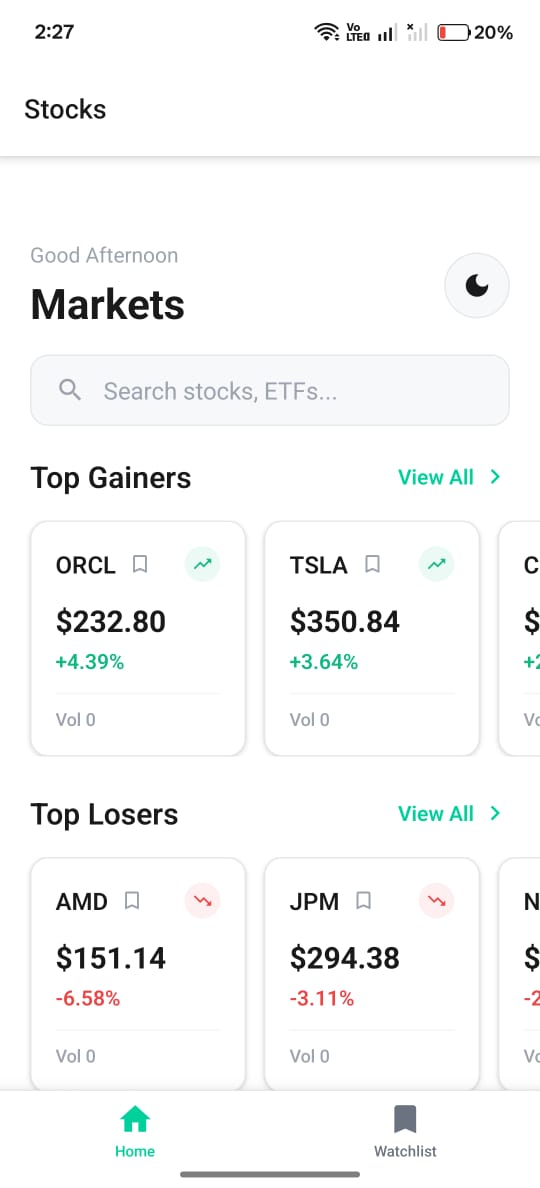 2:27 Vo LTE 20%
Stocks
Good Afternoon
Markets
Search stocks, ETFs...
Top Gainers View All
ORCL TSLA C
$232.80 $350.84 $
+4.39% +3.64% +2
Vol 0 Vol 0 Vo
Top Losers View All
AMD JPM N
$151.14 $294.38 $
-6.58% -3.11% -2
Vol 0 Vol 0 Vo
Home Watchlist